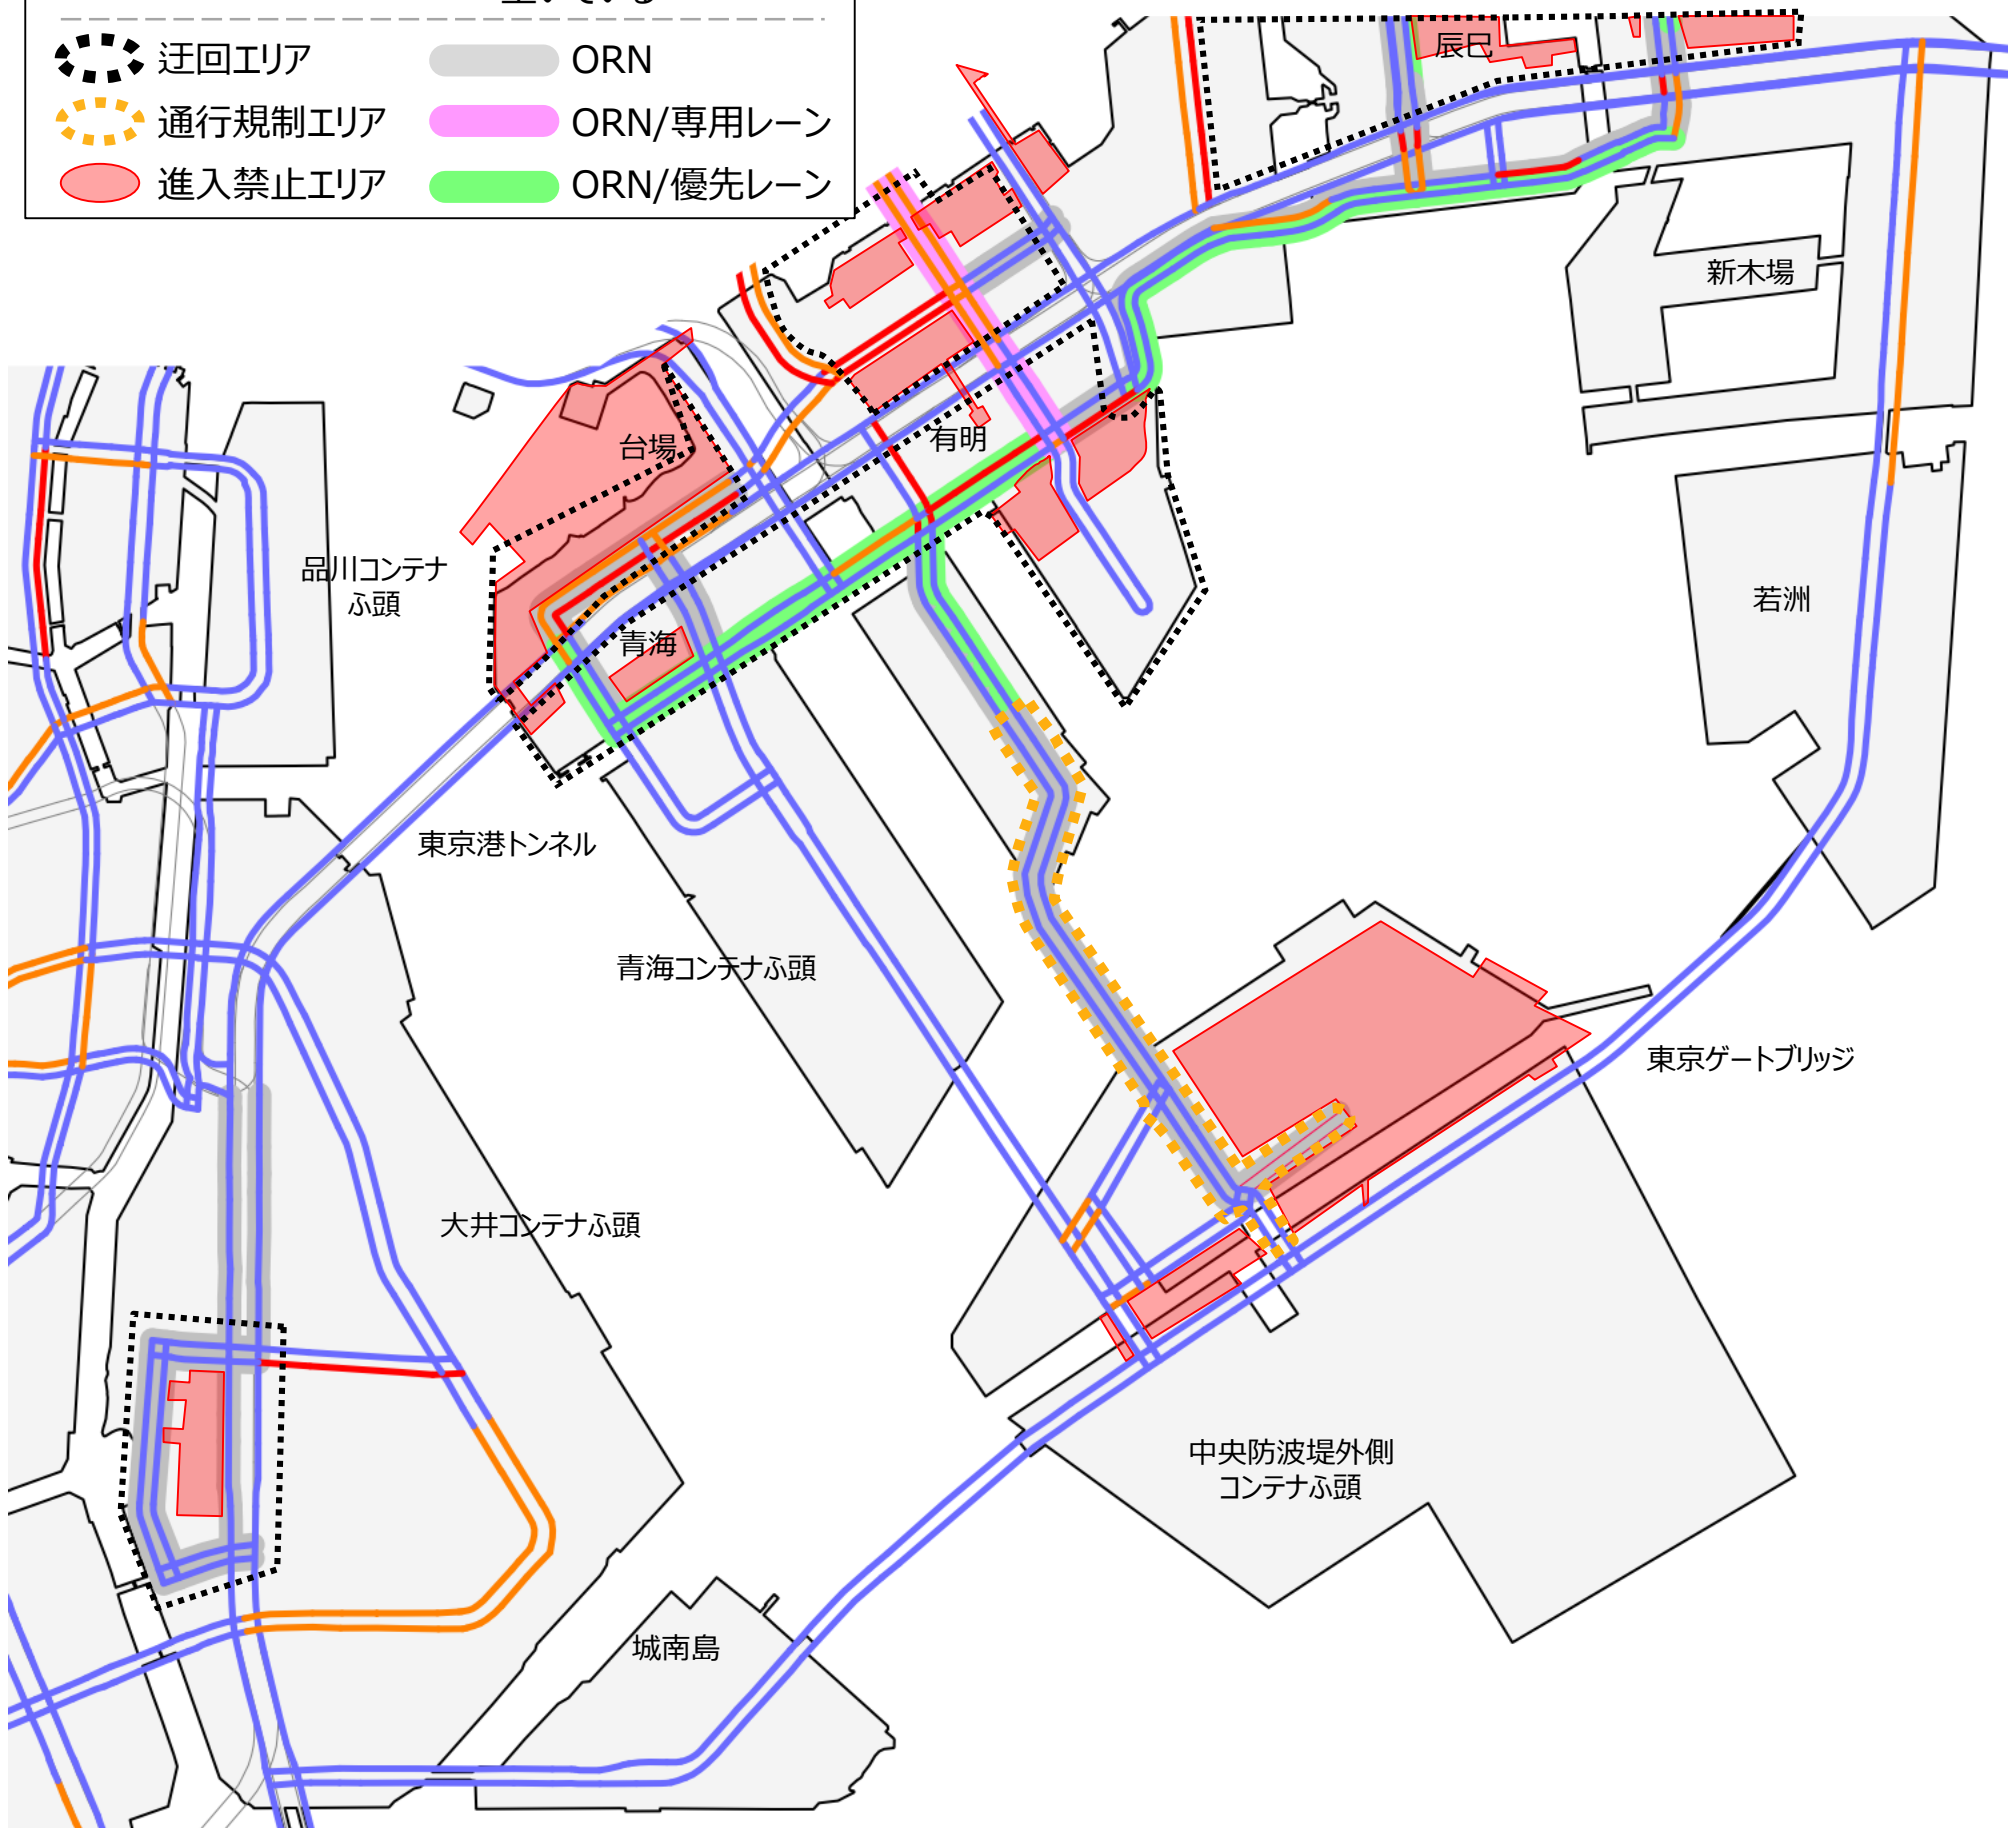 空いている
迂回エリア
ORN
通行規制エリア
ORN/専用レーン
進入禁止エリア
ORN/優先レーン
辰巳
新木場
有明
台場
品川コンテナ
ふ頭
青海
若洲
東京港トンネル
青海コンテナふ頭
東京ゲートブリッジ
大井コンテナふ頭
中央防波堤外側
コンテナふ頭
城南島